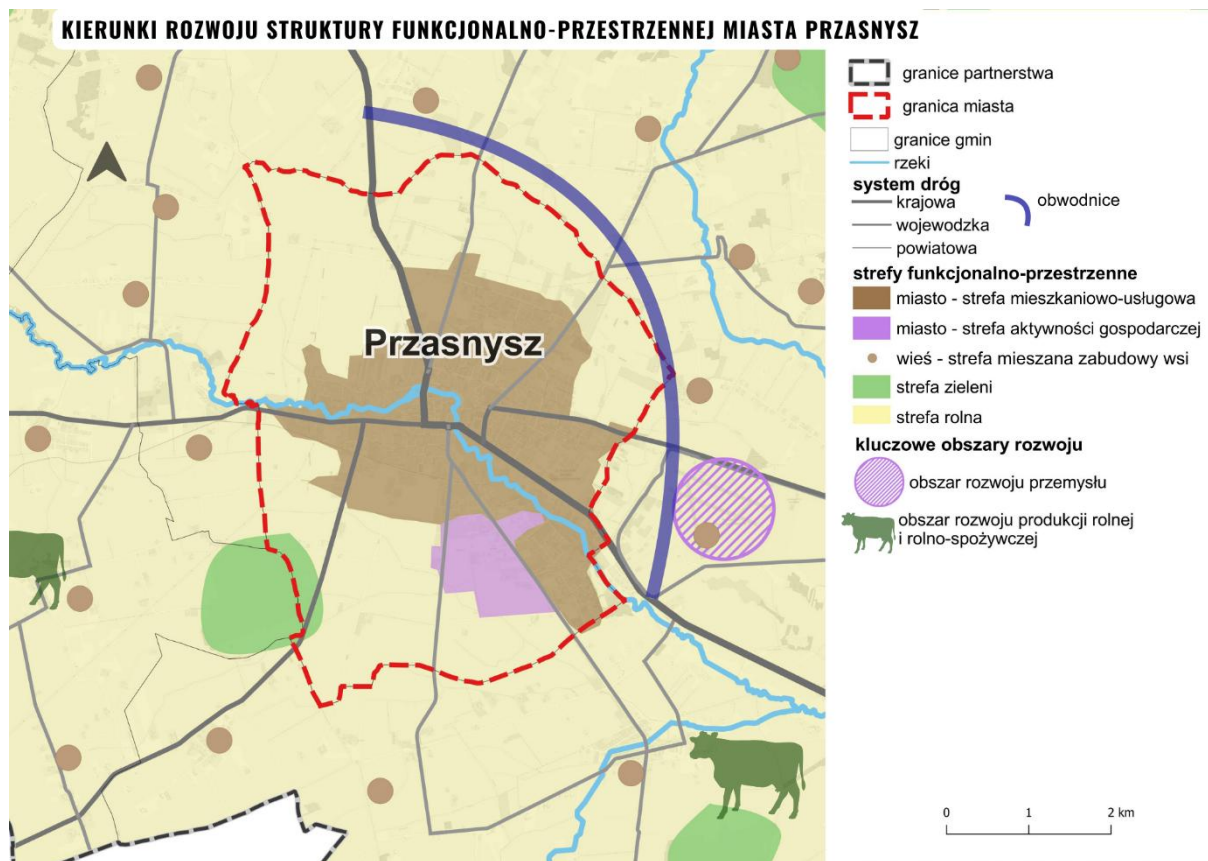 KIERUNKI ROZWOJU STRUKTURY FUNKCJONALNO-PRZESTRZENNEJ MIASTA PRZASNYSZ
Przasnysz
granice partnerstwa
granica miasta
granice gmin
rzeki
system dróg
krajowa
wojewodzka
powiatowa
obwodnice
strefy funkcjonalno-przestrzenne
miasto - strefa mieszkaniowo-usługowa
miasto - strefa aktywności gospodarczej
wieś - strefa mieszana zabudowy wsi
strefa zieleni
strefa rolna
kluczowe obszary rozwoju
obszar rozwoju przemysłu
obszar rozwoju produkcji rolnej
i rolno-spożywczej
0 1 2 km